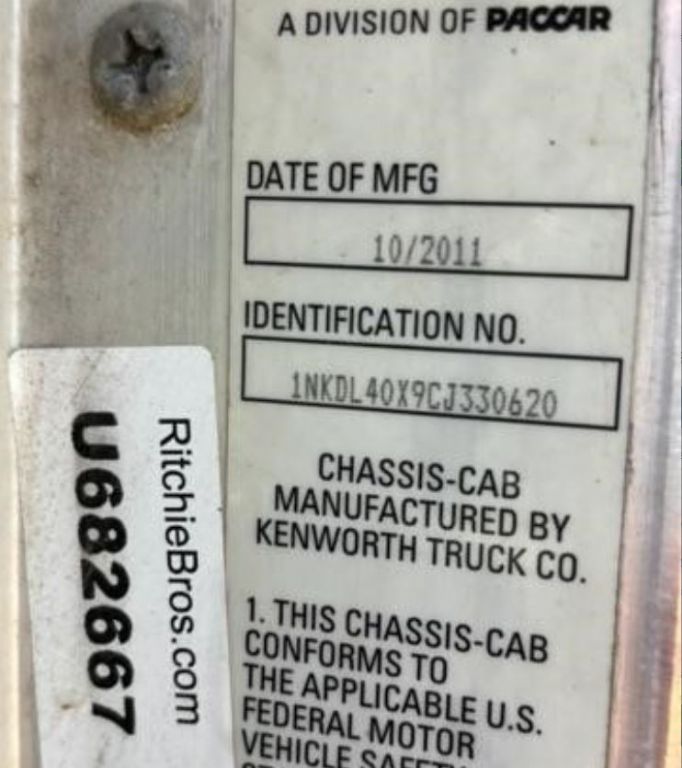 A DIVISION OF PACCAR
DATE OF MFG
10/2011
IDENTIFICATION NO.
1NKDL40X9CJ330620
CHASSIS-CAB
MANUFACTURED BY
KENWORTH TRUCK CO.
1. THIS CHASSIS-CAB
CONFORMS TO
THE APPLICABLE U.S.
FEDERAL MOTOR
VEHICLE
RitchieBros.com
U682667